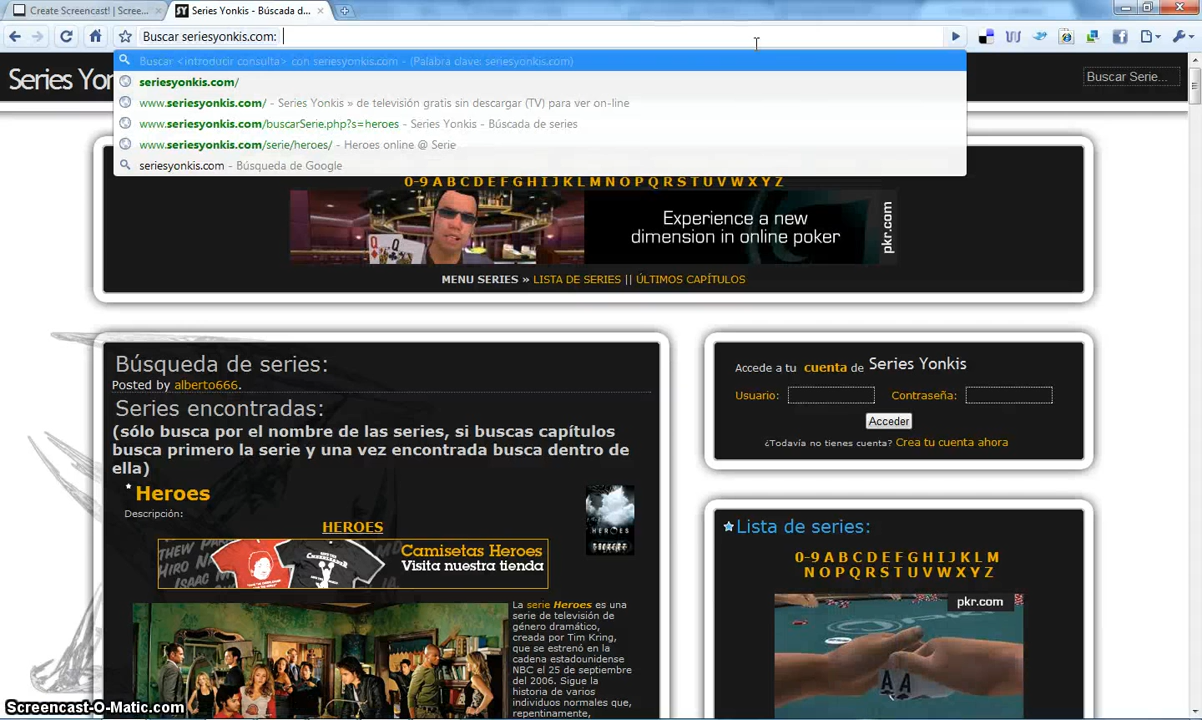 Create Screencast! | Scree...
SY Series Yonkis - Búscada d...
Buscar seriesyonkis.com:
Buscar <introducir consulta> con seriesyonkis.com - (Palabra clave: seriesyonkis.com)
seriesyonkis.com/
www.seriesyonkis.com/ - Series Yonkis » de televisión gratis sin descargar (TV) para ver on-line
www.seriesyonkis.com/buscarSerie.php?s=heroes - Series Yonkis - Búscada de series
www.seriesyonkis.com/serie/heroes/ - Heroes online @ Serie
seriesyonkis.com - Búsqueda de Google
Series Yo
Buscar Serie...
0-9 A B C D E F G H I J K L M N O P Q R S T U V W X Y Z
Experience a new
dimension in online poker
pkr.com
MENU SERIES » LISTA DE SERIES || ÚLTIMOS CAPÍTULOS
Búsqueda de series:
Posted by alberto666.
Series encontradas:
(sólo busca por el nombre de las series, si buscas capítulos
busca primero la serie y una vez encontrada busca dentro de
ella)
Heroes
Descripción:
HEROES
HEROES
THEW PARK
HIRO NA
ISAAC M
Camisetas Heroes
Visita nuestra tienda
La serie Heroes es una
serie de televisión de
género dramático,
creada por Tim Kring,
que se estrenó en la
cadena estadounidense
NBC el 25 de septiembre
del 2006. Sigue la
historia de varios
individuos normales que,
repentinamente,
Accede a tu cuenta de Series Yonkis
Usuario: Contraseña:
Acceder
¿Todavía no tienes cuenta? Crea tu cuenta ahora
Lista de series:
0-9 A B C D E F G H I J K L M
N O P Q R S T U V W X Y Z
pkr.com
A A
Screencast-O-Matic.com